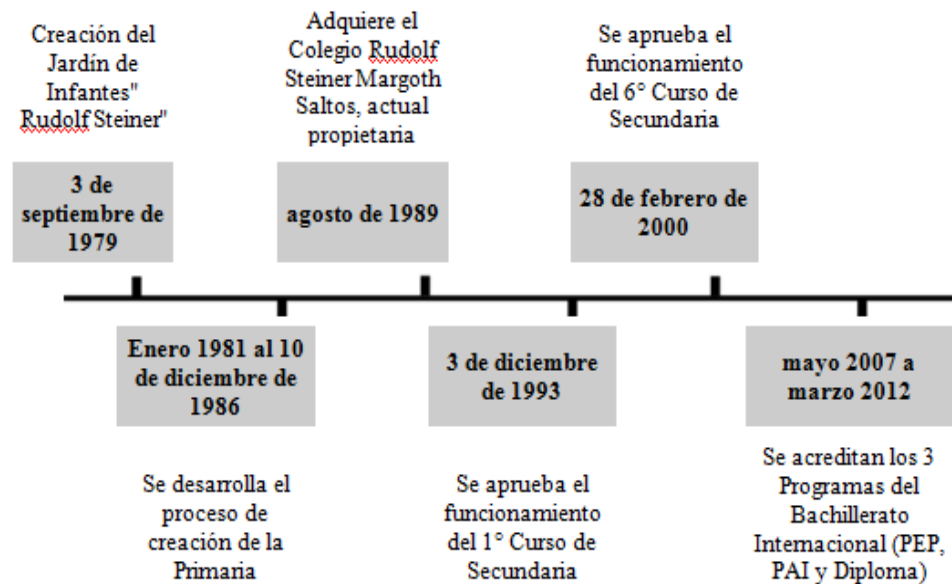 Creación del
Jardín de
Infantes"
Rudolf Steiner"
3 de
septiembre de
1979
Adquiere el
Colegio Rudolf
Steiner Margoth
Saltos, actual
propietaria
agosto de 1989
Se aprueba el
funcionamiento
del 6° Curso de
Secundaria
28 de febrero de
2000
Enero 1981 al 10
de diciembre de
1986
Se desarrolla el
proceso de
creación de la
Primaria
3 de diciembre
de 1993
Se aprueba el
funcionamiento
del 1° Curso de
Secundaria
mayo 2007 a
marzo 2012
Se acreditan los 3
Programas del
Bachillerato
Internacional (PEP,
PAI y Diploma)